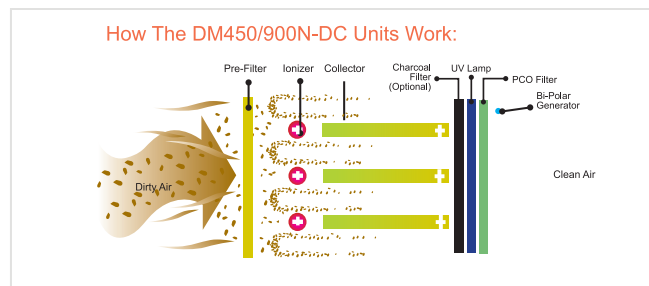 How The DM450/900N-DC Units Work:
Pre-Filter
Ionizer
Collector
Charcoal
Filter
(Optional)
UV Lamp
PCO Filter
Bi-Polar
Generator
Dirty Air
Clean Air